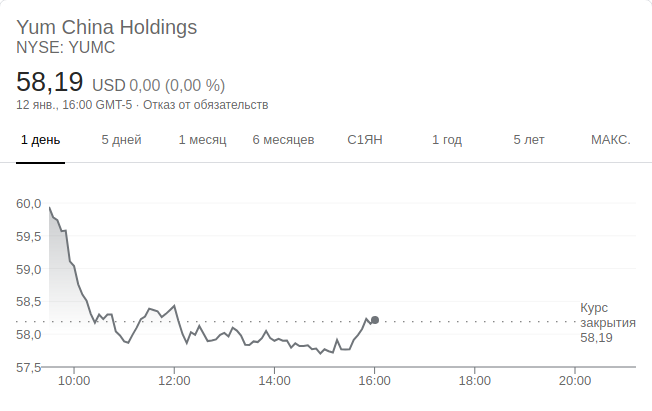 Yum China Holdings
NYSE: YUMC
58,19 USD 0,00 (0,00 %)
12 янв., 16:00 GMT-5 · Отказ от обязательств
1 день 5 дней 1 месяц 6 месяцев С1ЯН 1 год 5 лет МАКС.
60,0
59,5
59,0
58,5
58,0
57,5
Курс
закрытия
58,19
10:00 12:00 14:00 16:00 18:00 20:00